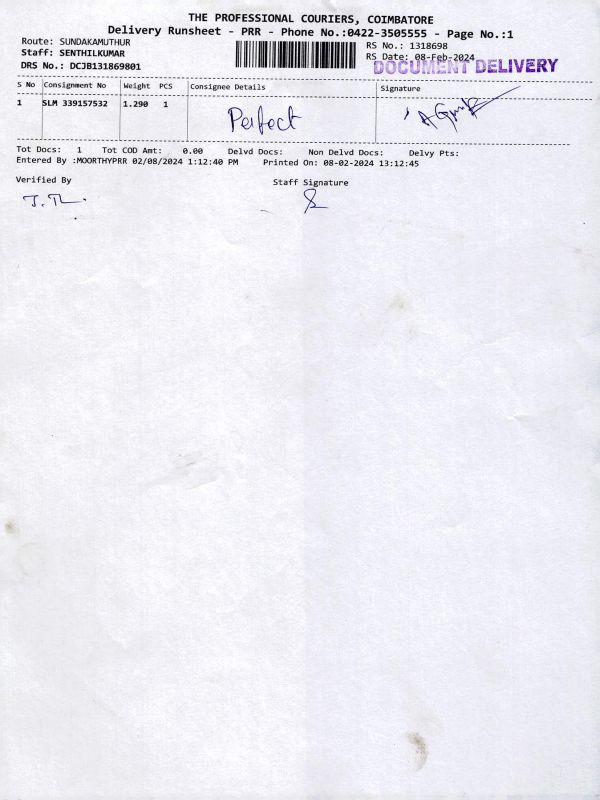 THE PROFESSIONAL COURIERS, COIMBATORE
Delivery Runsheet - PRR - Phone No.:0422-3505555 - Page No.:1
Route: SUNDAKAMUTHUR
RS No.: 1318698
Staff: SENTHILKUMAR
RS Date: 08-Feb-2024
DRS No.: DCJB131869801
DOCUMENT DELIVERY
S No Consignment No Weight PCS Consignee Details Signature
1 SLM 339157532 1.290 1 Perfect
Tot Docs: 1 Tot COD Amt: 0.00 Delvd Docs: Non Delvd Docs: Delvy Pts:
Entered By :MOORTHYPRR 02/08/2024 1:12:40 PM Printed On: 08-02-2024 13:12:45
Verified By Staff Signature